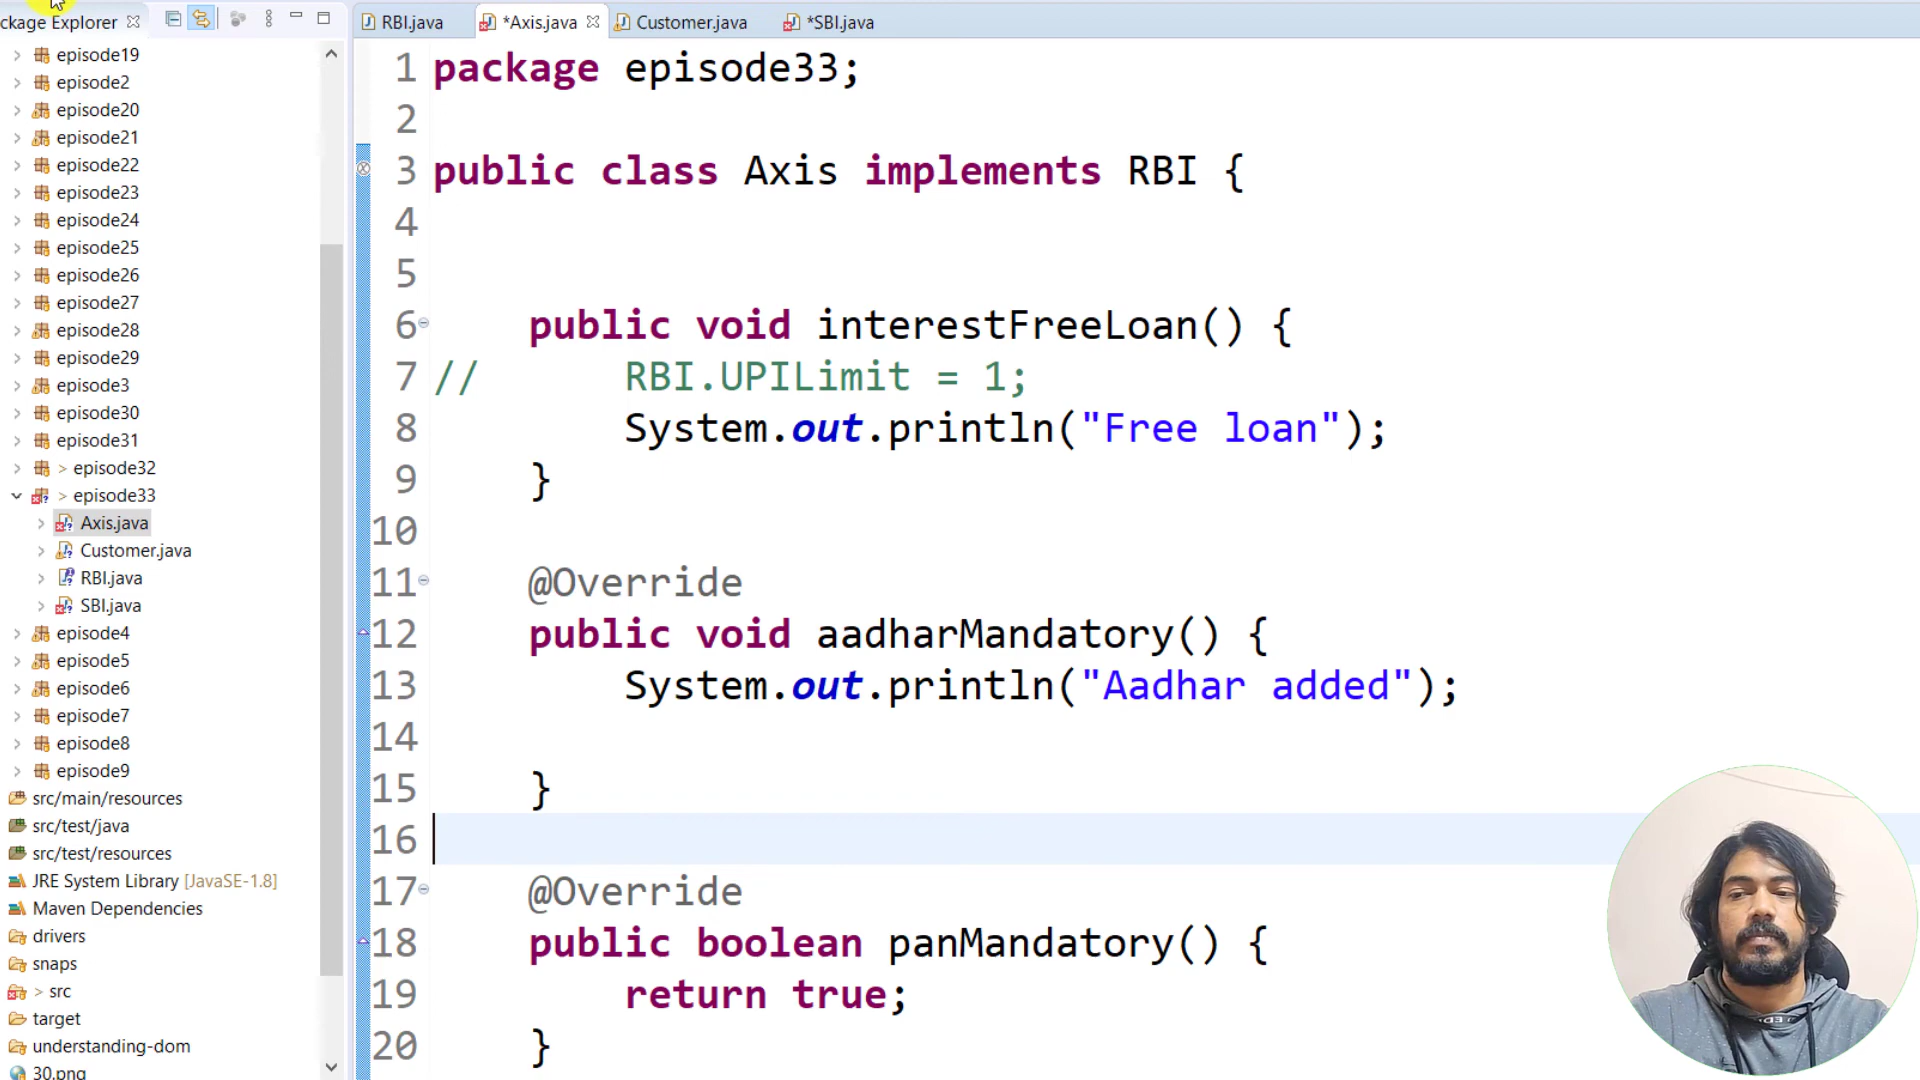 ckage Explorer
episode19
episode2
episode20
episode21
episode22
episode23
episode24
episode25
episode26
episode27
episode28
episode29
episode3
episode30
episode31
> episode32
> episode33
Axis.java
Customer.java
RBI.java
SBI.java
episode4
episode5
episode6
episode7
episode8
episode9
src/main/resources
src/test/java
src/test/resources
JRE System Library [JavaSE-1.8]
Maven Dependencies
drivers
snaps
> src
target
understanding-dom
30.png
RBI.java
*Axis.java
Customer.java
*SBI.java
1 package episode33;
2
3 public class Axis implements RBI {
4
5
6 public void interestFreeLoan() {
7 // RBI.UPILimit = 1;
8 System.out.println("Free loan");
9 }
10
11 @Override
12 public void aadharMandatory() {
13 System.out.println("Aadhar added");
14
15 }
16
17 @Override
18 public boolean panMandatory() {
19 return true;
20 }